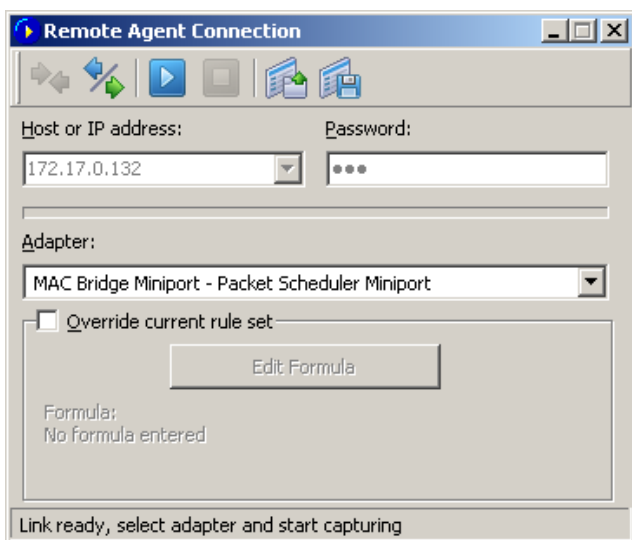 Remote Agent Connection
Host or IP address: Password:
172.17.0.132 ●●●
Adapter:
MAC Bridge Miniport - Packet Scheduler Miniport
Override current rule set
Edit Formula
Formula:
No formula entered
Link ready, select adapter and start capturing